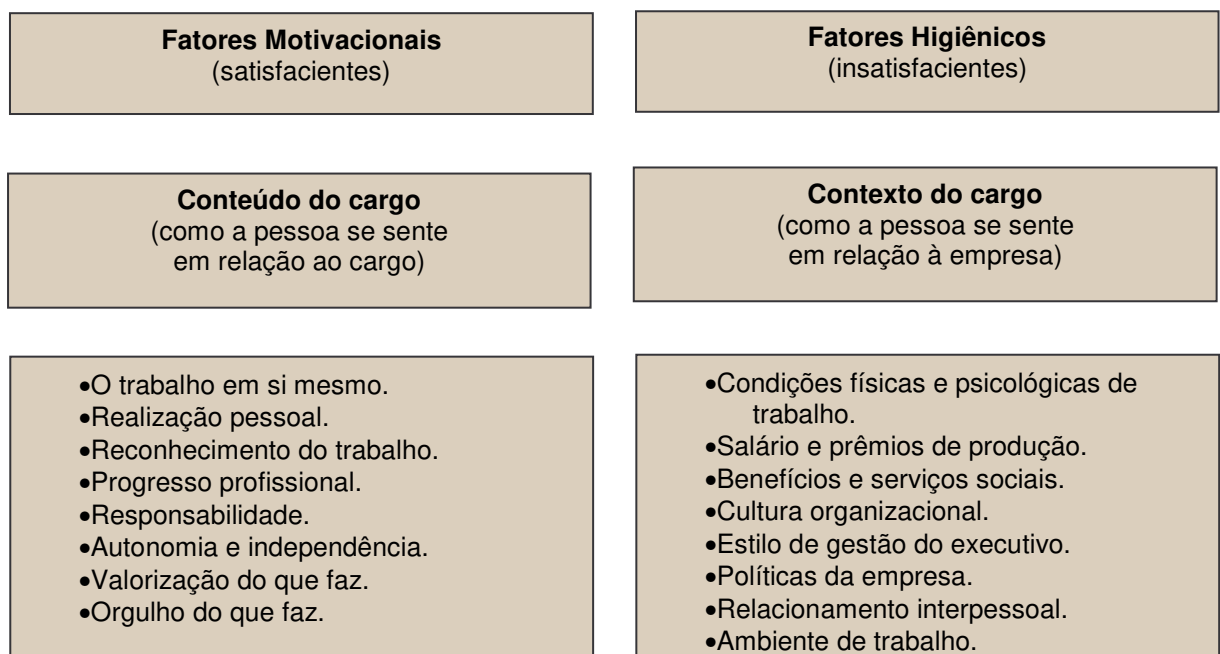 Fatores Motivacionais
(satisfacientes)
Fatores Higiênicos
(insatisfacientes)
Conteúdo do cargo
(como a pessoa se sente
em relação ao cargo)
Contexto do cargo
(como a pessoa se sente
em relação à empresa)
•O trabalho em si mesmo.
•Realização pessoal.
•Reconhecimento do trabalho.
•Progresso profissional.
•Responsabilidade.
•Autonomia e independência.
•Valorização do que faz.
•Orgulho do que faz.
•Condições físicas e psicológicas de
trabalho.
•Salário e prêmios de produção.
•Benefícios e serviços sociais.
•Cultura organizacional.
•Estilo de gestão do executivo.
•Políticas da empresa.
•Relacionamento interpessoal.
•Ambiente de trabalho.